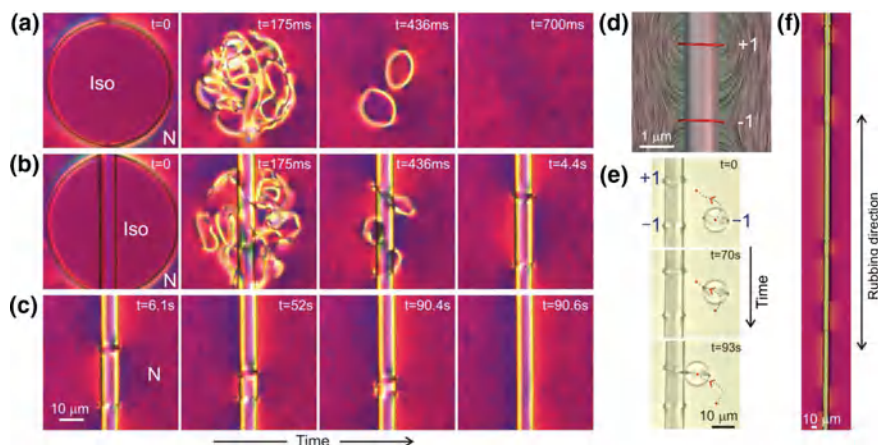 (a)
t=0
Iso
N
t=175ms
t=436ms
t=700ms
(b)
t=0
Iso
N
t=175ms
t=436ms
t=4.4s
(c)
t=6.1s
N
10 μm
t=52s
t=90.4s
t=90.6s
Time
(d)
+1
-1
1 μm
(e)
t=0
+1
−1
−1
t=70s
t=93s
10 μm
Time
(f)
Rubbing direction
10 μm